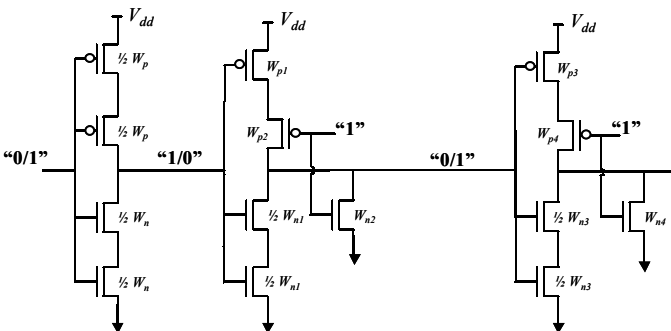 V_dd
½ W_p
½ W_p
"0/1"
½ W_n
½ W_n
"1/0"
V_dd
W_p1
W_p2
"1"
½ W_n1
W_n2
½ W_n1
"0/1"
V_dd
W_p3
W_p4
"1"
½ W_n3
W_n4
½ W_n3